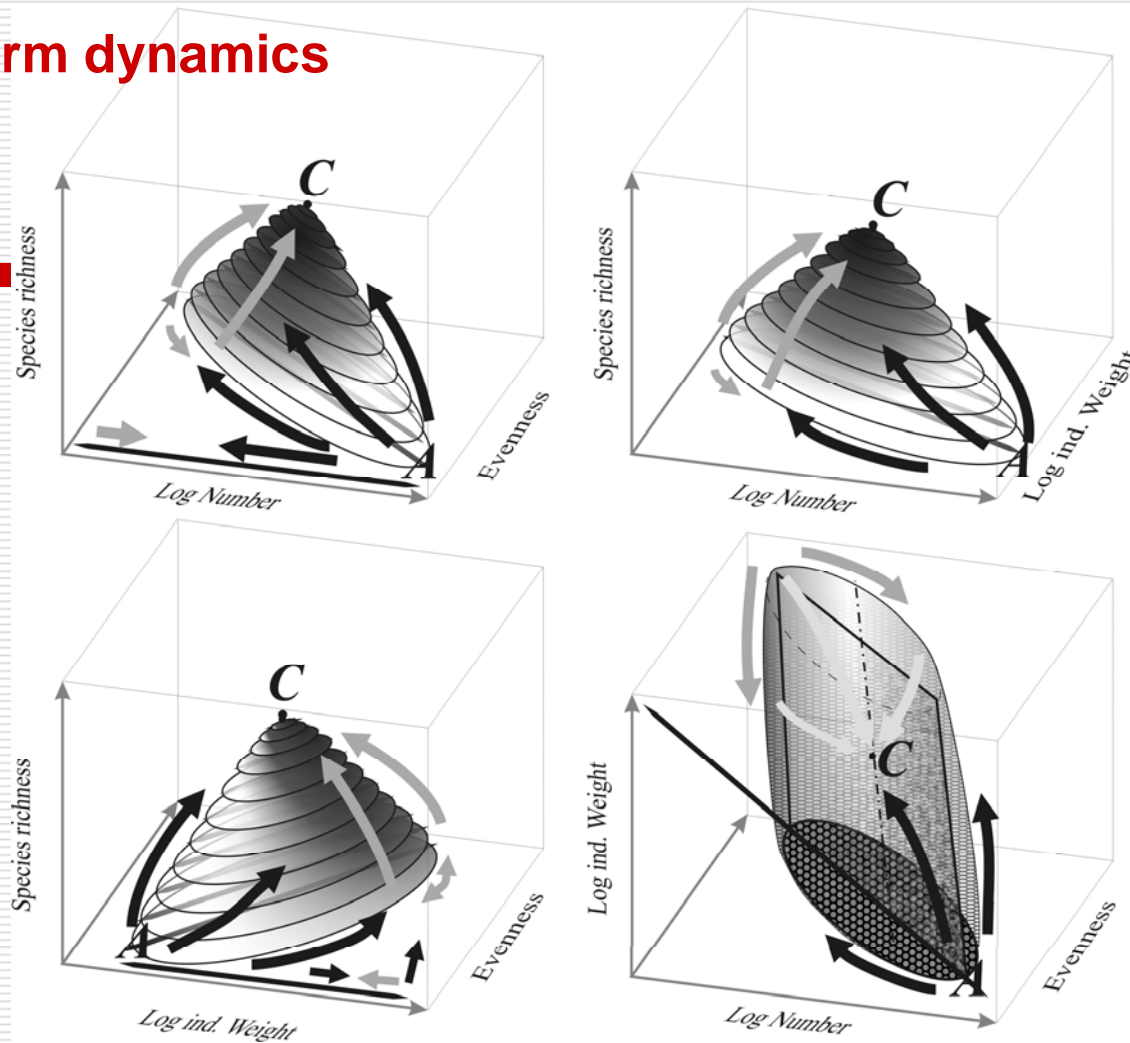 rm dynamics
C
Species richness
Evenness
A
Log Number
C
Species richness
Log ind. Weight
A
Log Number
C
Species richness
Evenness
A
Log ind. Weight
C
Log ind. Weight
Evenness
A
Log Number